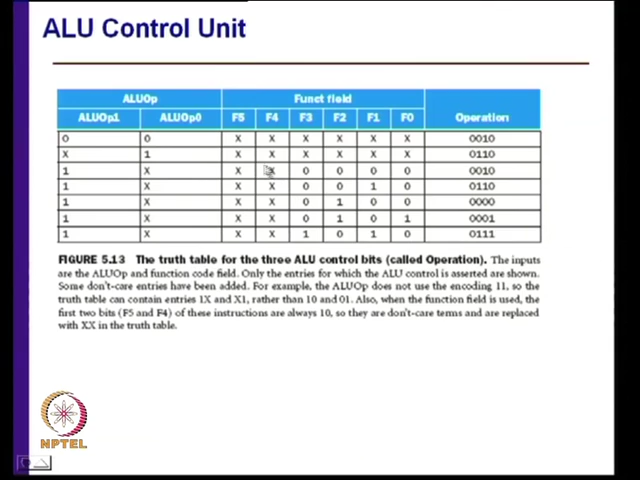 ALU Control Unit
ALUOp Funct field Operation
ALUOp1 ALUOp0 F5 F4 F3 F2 F1 F0
0 0 X X X X X X 0010
X 1 X X X X X X 0110
1 X X X 0 0 0 0 0010
1 X X X 0 0 1 0 0110
1 X X X 0 1 0 0 0000
1 X X X 0 1 0 1 0001
1 X X X 1 0 1 0 0111
FIGURE 5.13 The truth table for the three ALU control bits (called Operation). The inputs
are the ALUOp and function code field. Only the entries for which the ALU control is asserted are shown.
Some don't-care entries have been added. For example, the ALUOp does not use the encoding 11, so the
truth table can contain entries 1X and X1, rather than 10 and 01. Also, when the function field is used, the
first two bits (F5 and F4) of these instructions are always 10, so they are don't-care terms and are replaced
with XX in the truth table.
NPTEL